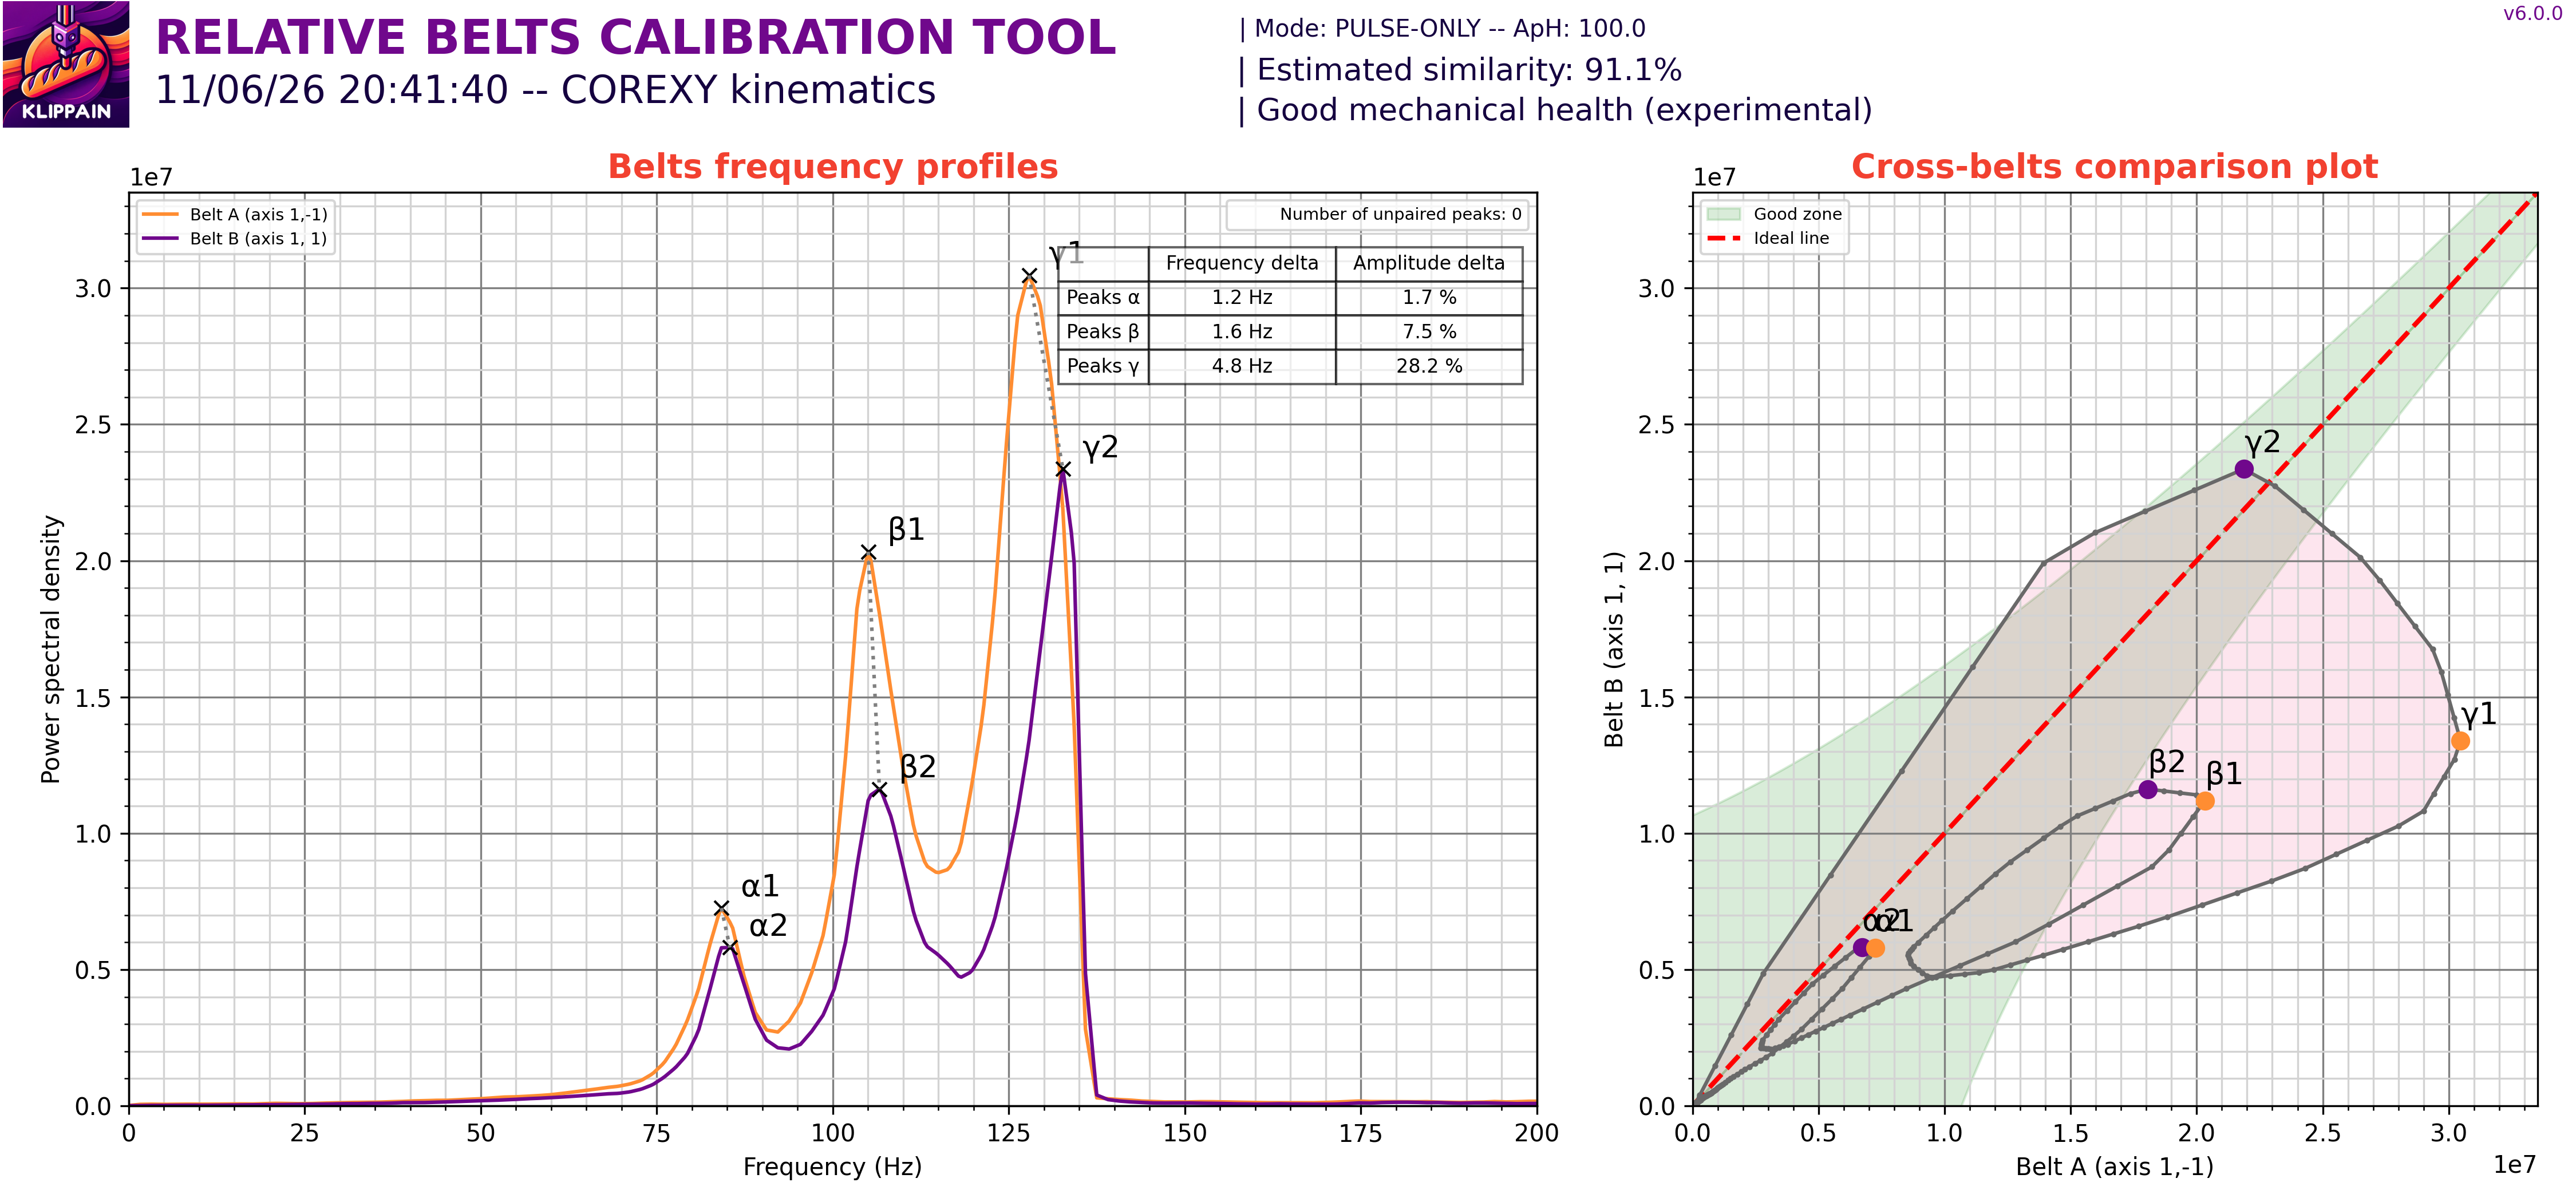 KLIPPAIN
RELATIVE BELTS CALIBRATION TOOL
11/06/26 20:41:40 -- COREXY kinematics
| Mode: PULSE-ONLY -- ApH: 100.0
| Estimated similarity: 91.1%
| Good mechanical health (experimental)
v6.0.0
Belts frequency profiles
1e7
Belt A (axis 1,-1)
Belt B (axis 1, 1)
Number of unpaired peaks: 0
Frequency delta Amplitude delta
Peaks α 1.2 Hz 1.7 %
Peaks β 1.6 Hz 7.5 %
Peaks γ 4.8 Hz 28.2 %
γ1
γ2
β1
β2
α1
α2
3.0
2.5
2.0
1.5
1.0
0.5
0.0
Power spectral density
0 25 50 75 100 125 150 175 200
Frequency (Hz)
Cross-belts comparison plot
1e7
Good zone
Ideal line
γ2
γ1
β2
β1
α2
α1
3.0
2.5
2.0
1.5
1.0
0.5
0.0
Belt B (axis 1, 1)
0.0 0.5 1.0 1.5 2.0 2.5 3.0
Belt A (axis 1,-1)
1e7